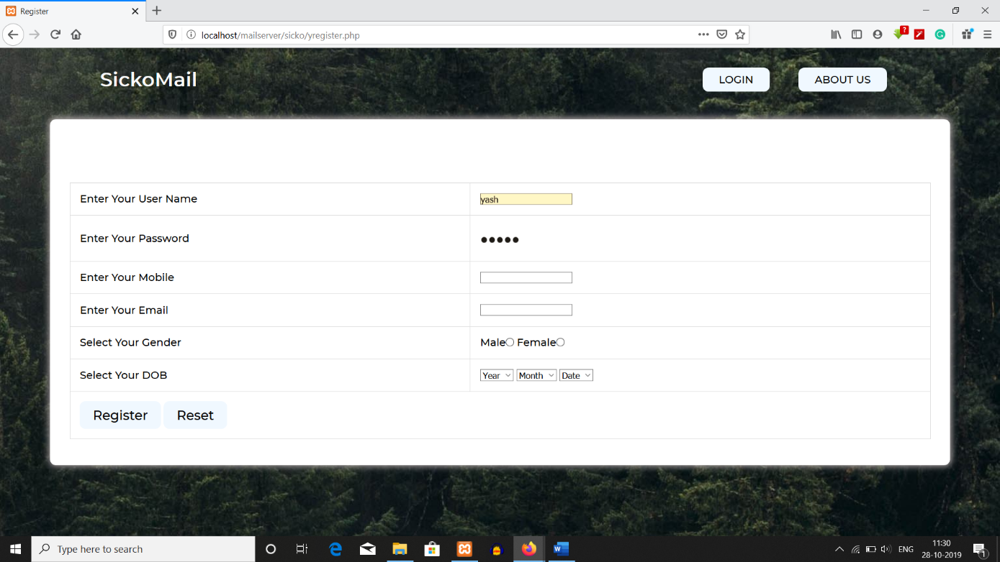 Register
localhost/mailserver/sicko/yregister.php
?
SickoMail
LOGIN
ABOUT US
Enter Your User Name
yash
Enter Your Password
●●●●●
Enter Your Mobile
Enter Your Email
Select Your Gender
Male Female
Select Your DOB
Year Month Date
Register Reset
Type here to search
ENG
11:30
28-10-2019
1